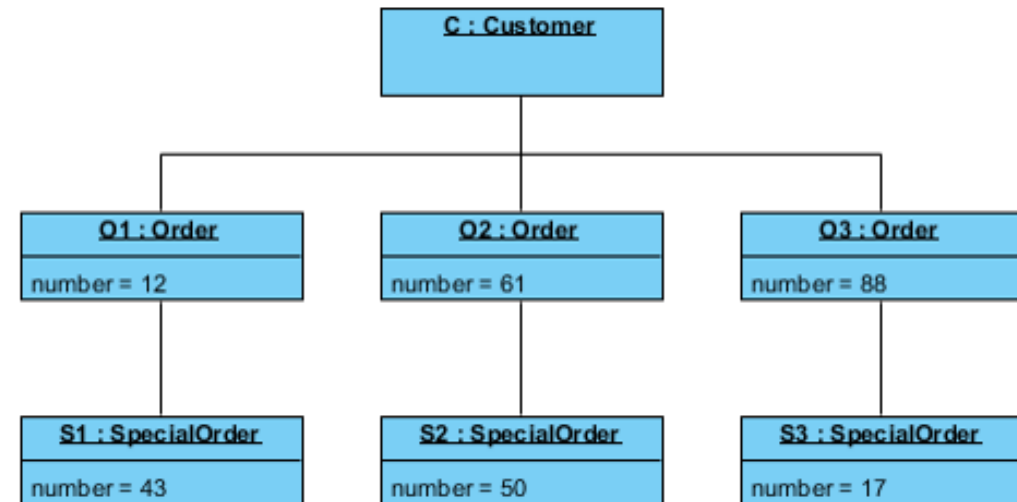 C : Customer
O1 : Order
number = 12
O2 : Order
number = 61
O3 : Order
number = 88
S1 : SpecialOrder
number = 43
S2 : SpecialOrder
number = 50
S3 : SpecialOrder
number = 17